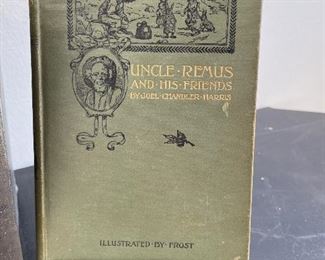 UNCLE · REMUS
AND · HIS · FRIENDS
BY · JOEL · CHANDLER · HARRIS
ILLUSTRATED · BY · FROST